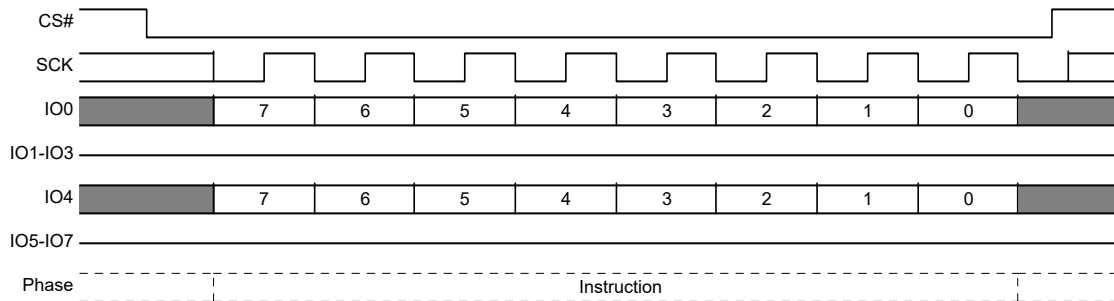 CS#
SCK
IO0 7 6 5 4 3 2 1 0
IO1-IO3
IO4 7 6 5 4 3 2 1 0
IO5-IO7
Phase Instruction